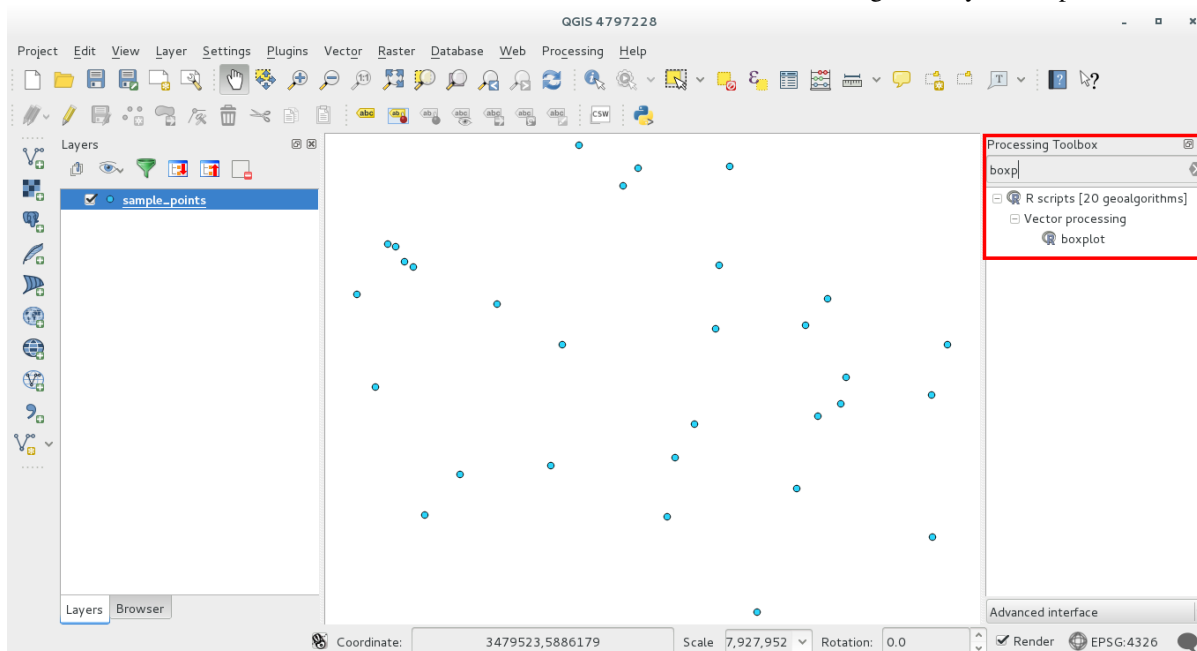 QGIS 4797228
Project Edit View Layer Settings Plugins Vector Raster Database Web Processing Help
abc CSW
Layers
sample_points
Processing Toolbox
boxp
R scripts [20 geoalgorithms]
Vector processing
boxplot
Layers Browser
Advanced interface
Coordinate: 3479523,5886179 Scale 7,927,952 Rotation: 0.0 Render EPSG:4326